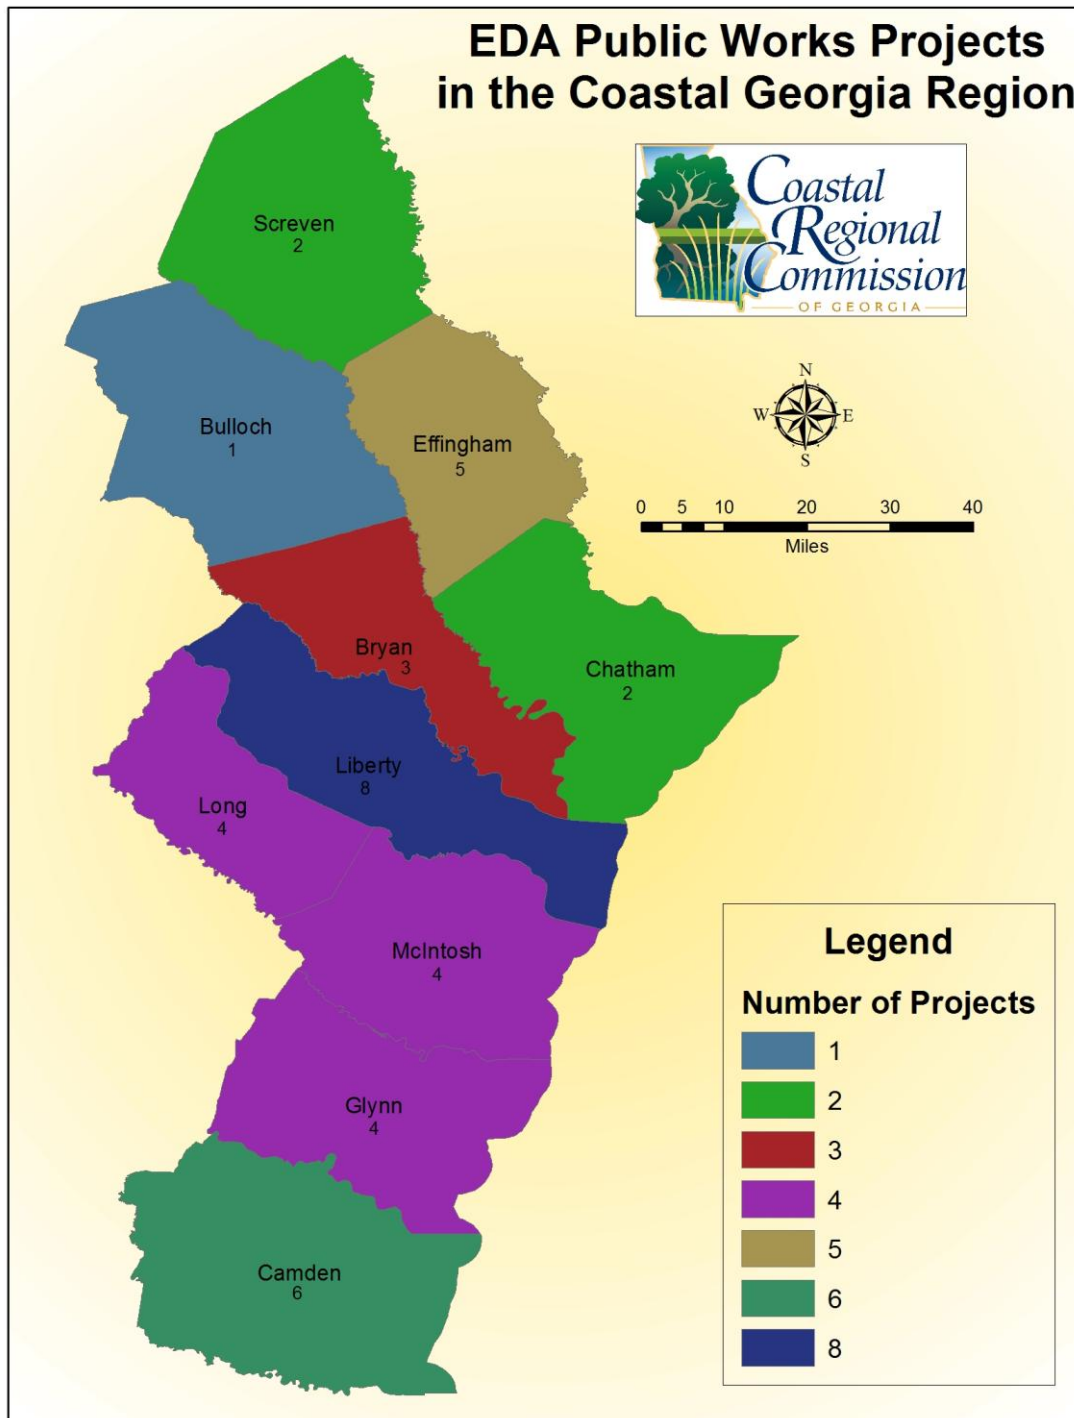 EDA Public Works Projects
in the Coastal Georgia Region
Coastal
Regional
Commission
OF GEORGIA
N
W E
S
0 5 10 20 30 40
Miles
Screven
2
Bulloch
1
Effingham
5
Bryan
3
Chatham
2
Liberty
8
Long
4
McIntosh
4
Glynn
4
Camden
6
Legend
Number of Projects
1
2
3
4
5
6
8